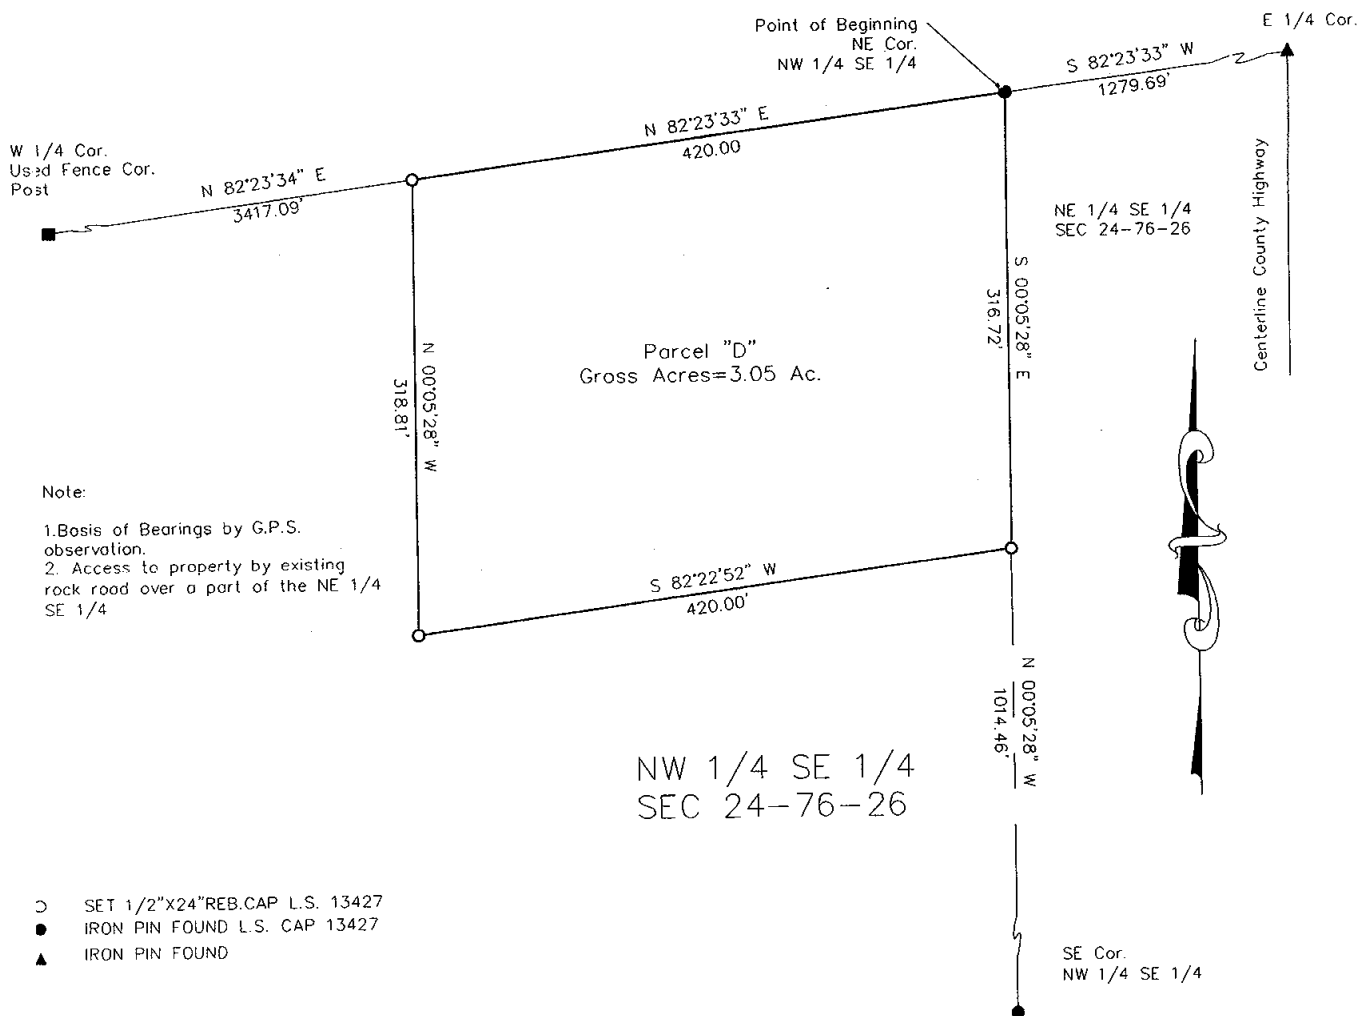 Point of Beginning
NE Cor.
NW 1/4 SE 1/4
E 1/4 Cor.
S 82°23'33" W
1279.69'
N 82°23'33" E
420.00
W 1/4 Cor.
Used Fence Cor.
Post
N 82°23'34" E
3417.09'
NE 1/4 SE 1/4
SEC 24-76-26
Centerline County Highway
S 00°05'28" E
316.72'
N 00°05'28" W
318.81'
Parcel "D"
Gross Acres=3.05 Ac.
Note:
1.Basis of Bearings by G.P.S.
observation.
2. Access to property by existing
rock road over a part of the NE 1/4
SE 1/4
S 82°22'52" W
420.00'
N 00°05'28" W
1014.46'
NW 1/4 SE 1/4
SEC 24-76-26
SET 1/2"X24"REB.CAP L.S. 13427
IRON PIN FOUND L.S. CAP 13427
IRON PIN FOUND
SE Cor.
NW 1/4 SE 1/4